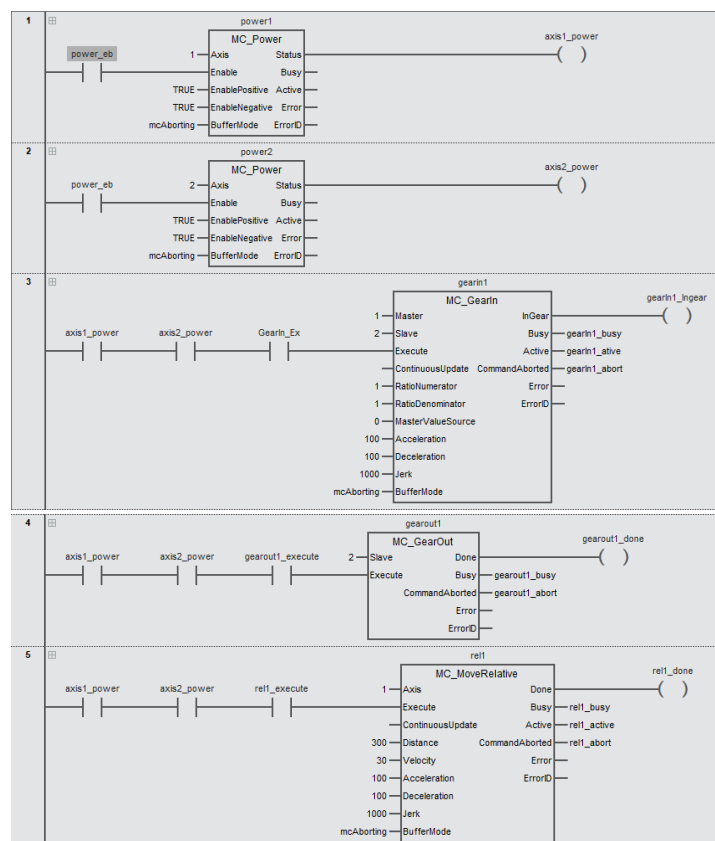 1
power1
MC_Power
axis1_power
power_eb
1 Axis Status
Enable Busy
TRUE EnablePositive Active
TRUE EnableNegative Error
mcAborting BufferMode ErrorID
2
power2
MC_Power
axis2_power
power_eb
2 Axis Status
Enable Busy
TRUE EnablePositive Active
TRUE EnableNegative Error
mcAborting BufferMode ErrorID
3
gearin1
MC_GearIn
gearIn1_Ingear
1 Master InGear
axis1_power axis2_power GearIn_Ex 2 Slave Busy gearIn1_busy
Execute Active gearIn1_ative
ContinuousUpdate CommandAborted gearIn1_abort
1 RatioNumerator Error
1 RatioDenominator ErrorID
0 MasterValueSource
100 Acceleration
100 Deceleration
1000 Jerk
mcAborting BufferMode
4
gearout1
MC_GearOut
gearout1_done
axis1_power axis2_power gearout1_execute 2 Slave Done
Execute Busy gearout1_busy
CommandAborted gearout1_abort
Error
ErrorID
5
rel1
MC_MoveRelative
rel1_done
axis1_power axis2_power rel1_execute 1 Axis Done
Execute Busy rel1_busy
ContinuousUpdate Active rel1_active
300 Distance CommandAborted rel1_abort
30 Velocity Error
100 Acceleration ErrorID
100 Deceleration
1000 Jerk
mcAborting BufferMode